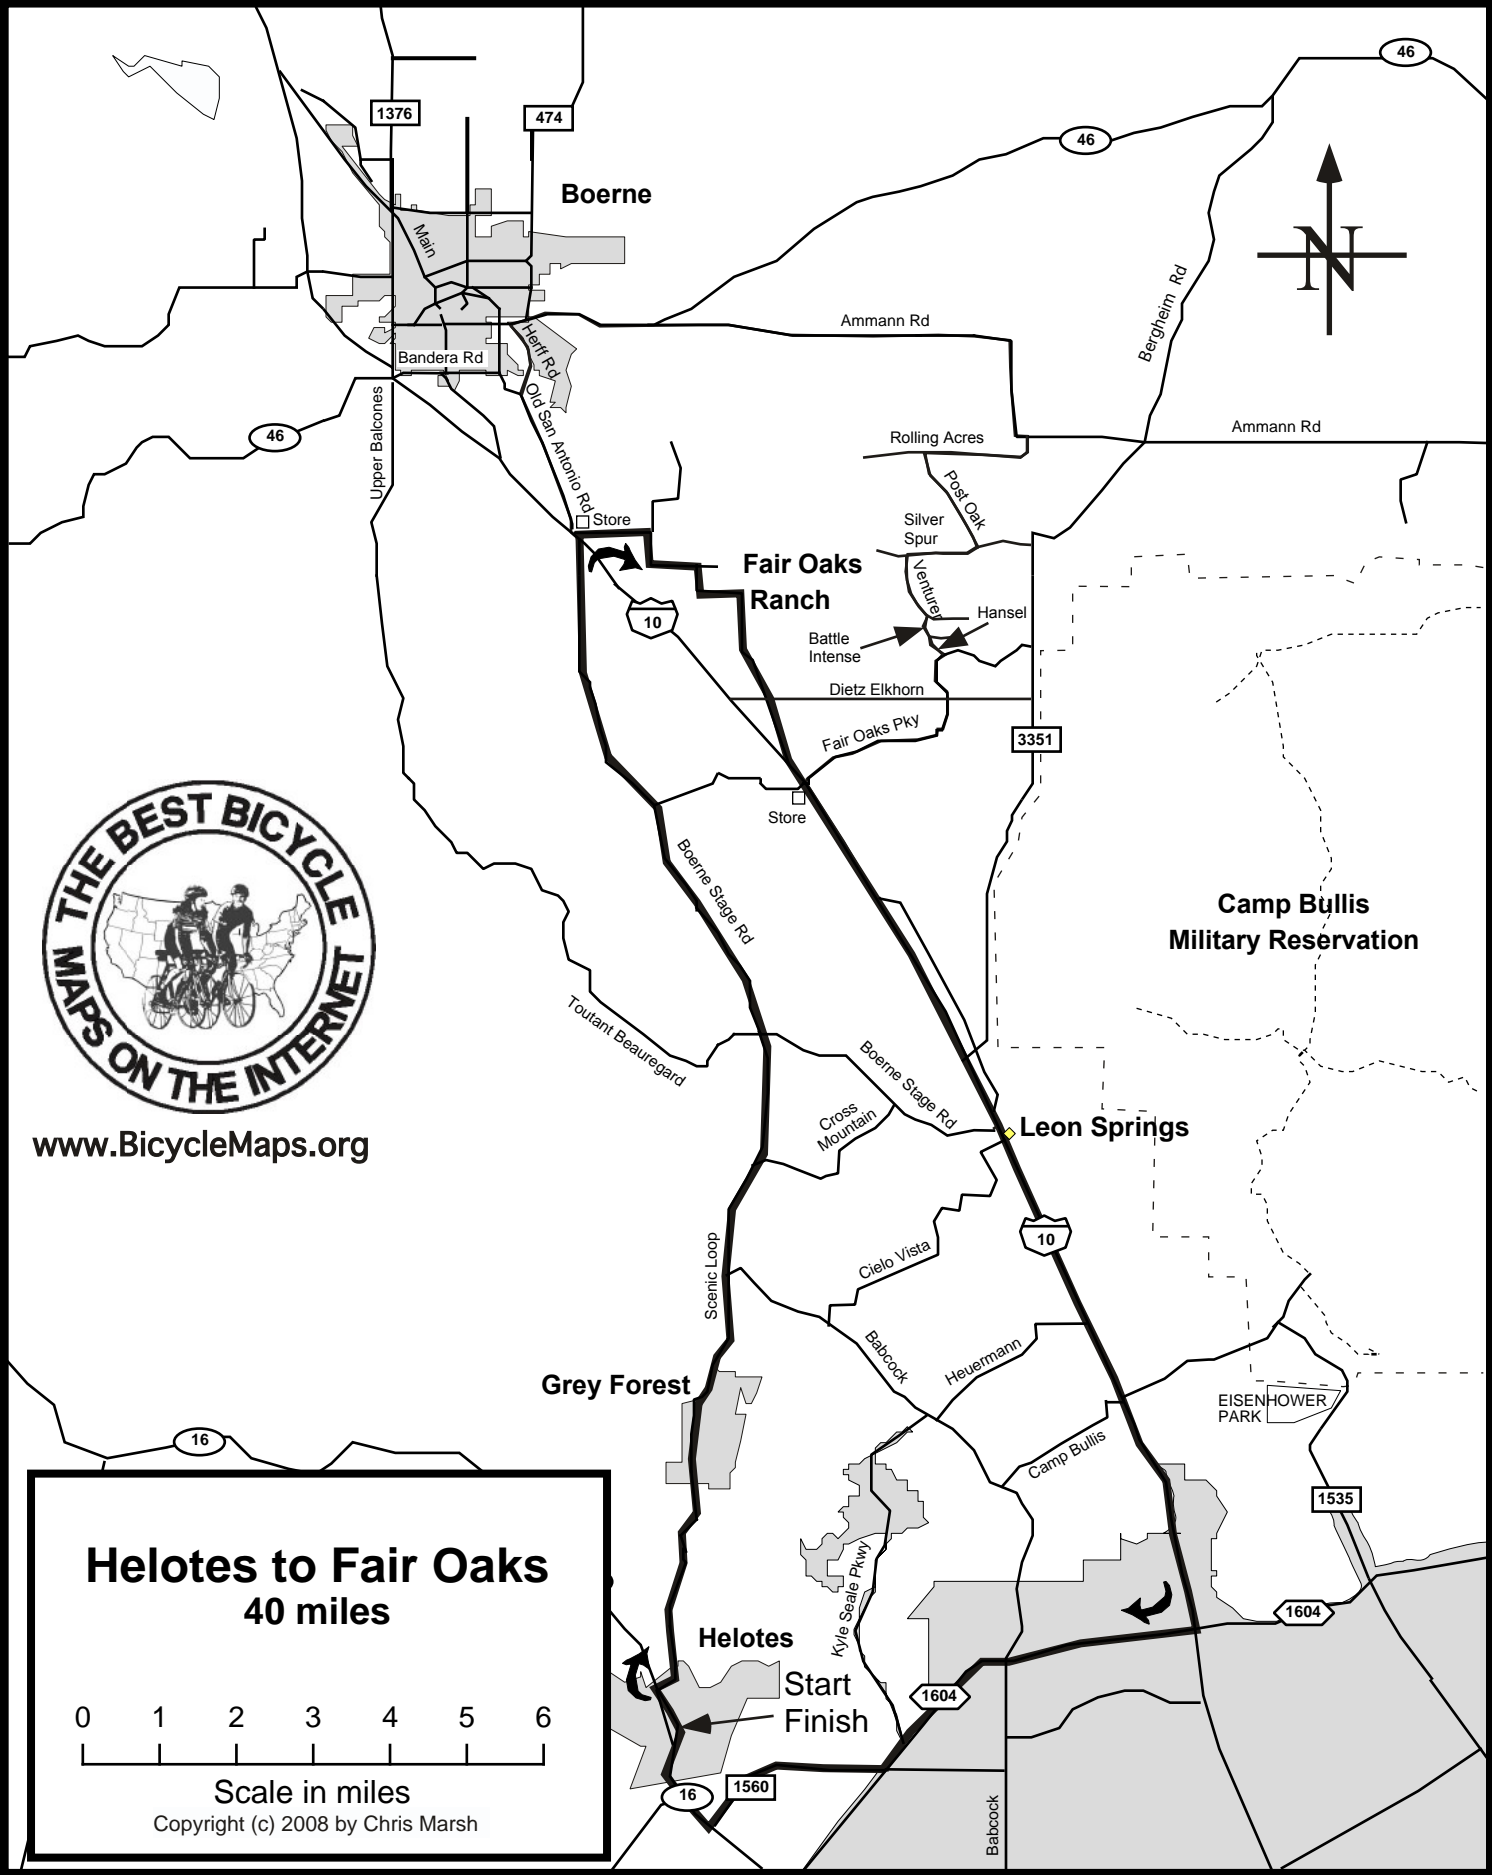 46
1376
474
46
Boerne
N
Main
Bergheim Rd
Ammann Rd
Herff Rd
Bandera Rd
Old San Antonio Rd
Upper Balcones
46
Rolling Acres
Ammann Rd
Post Oak
Store
Silver
Spur
Fair Oaks
Ranch
Venturer
10
Hansel
Battle
Intense
Dietz Elkhorn
Fair Oaks Pky
3351
Store
THE BEST BICYCLE
MAPS ON THE INTERNET
www.BicycleMaps.org
Boerne Stage Rd
Camp Bullis
Military Reservation
Toutant Beauregard
Boerne Stage Rd
Cross
Mountain
Leon Springs
10
Scenic Loop
Cielo Vista
Babcock
Heuermann
Grey Forest
EISENHOWER
PARK
16
Camp Bullis
1535
Kyle Seale Pkwy
1604
Helotes
Start
Finish
1604
1560
16
Babcock
Helotes to Fair Oaks
40 miles
0 1 2 3 4 5 6
Scale in miles
Copyright (c) 2008 by Chris Marsh